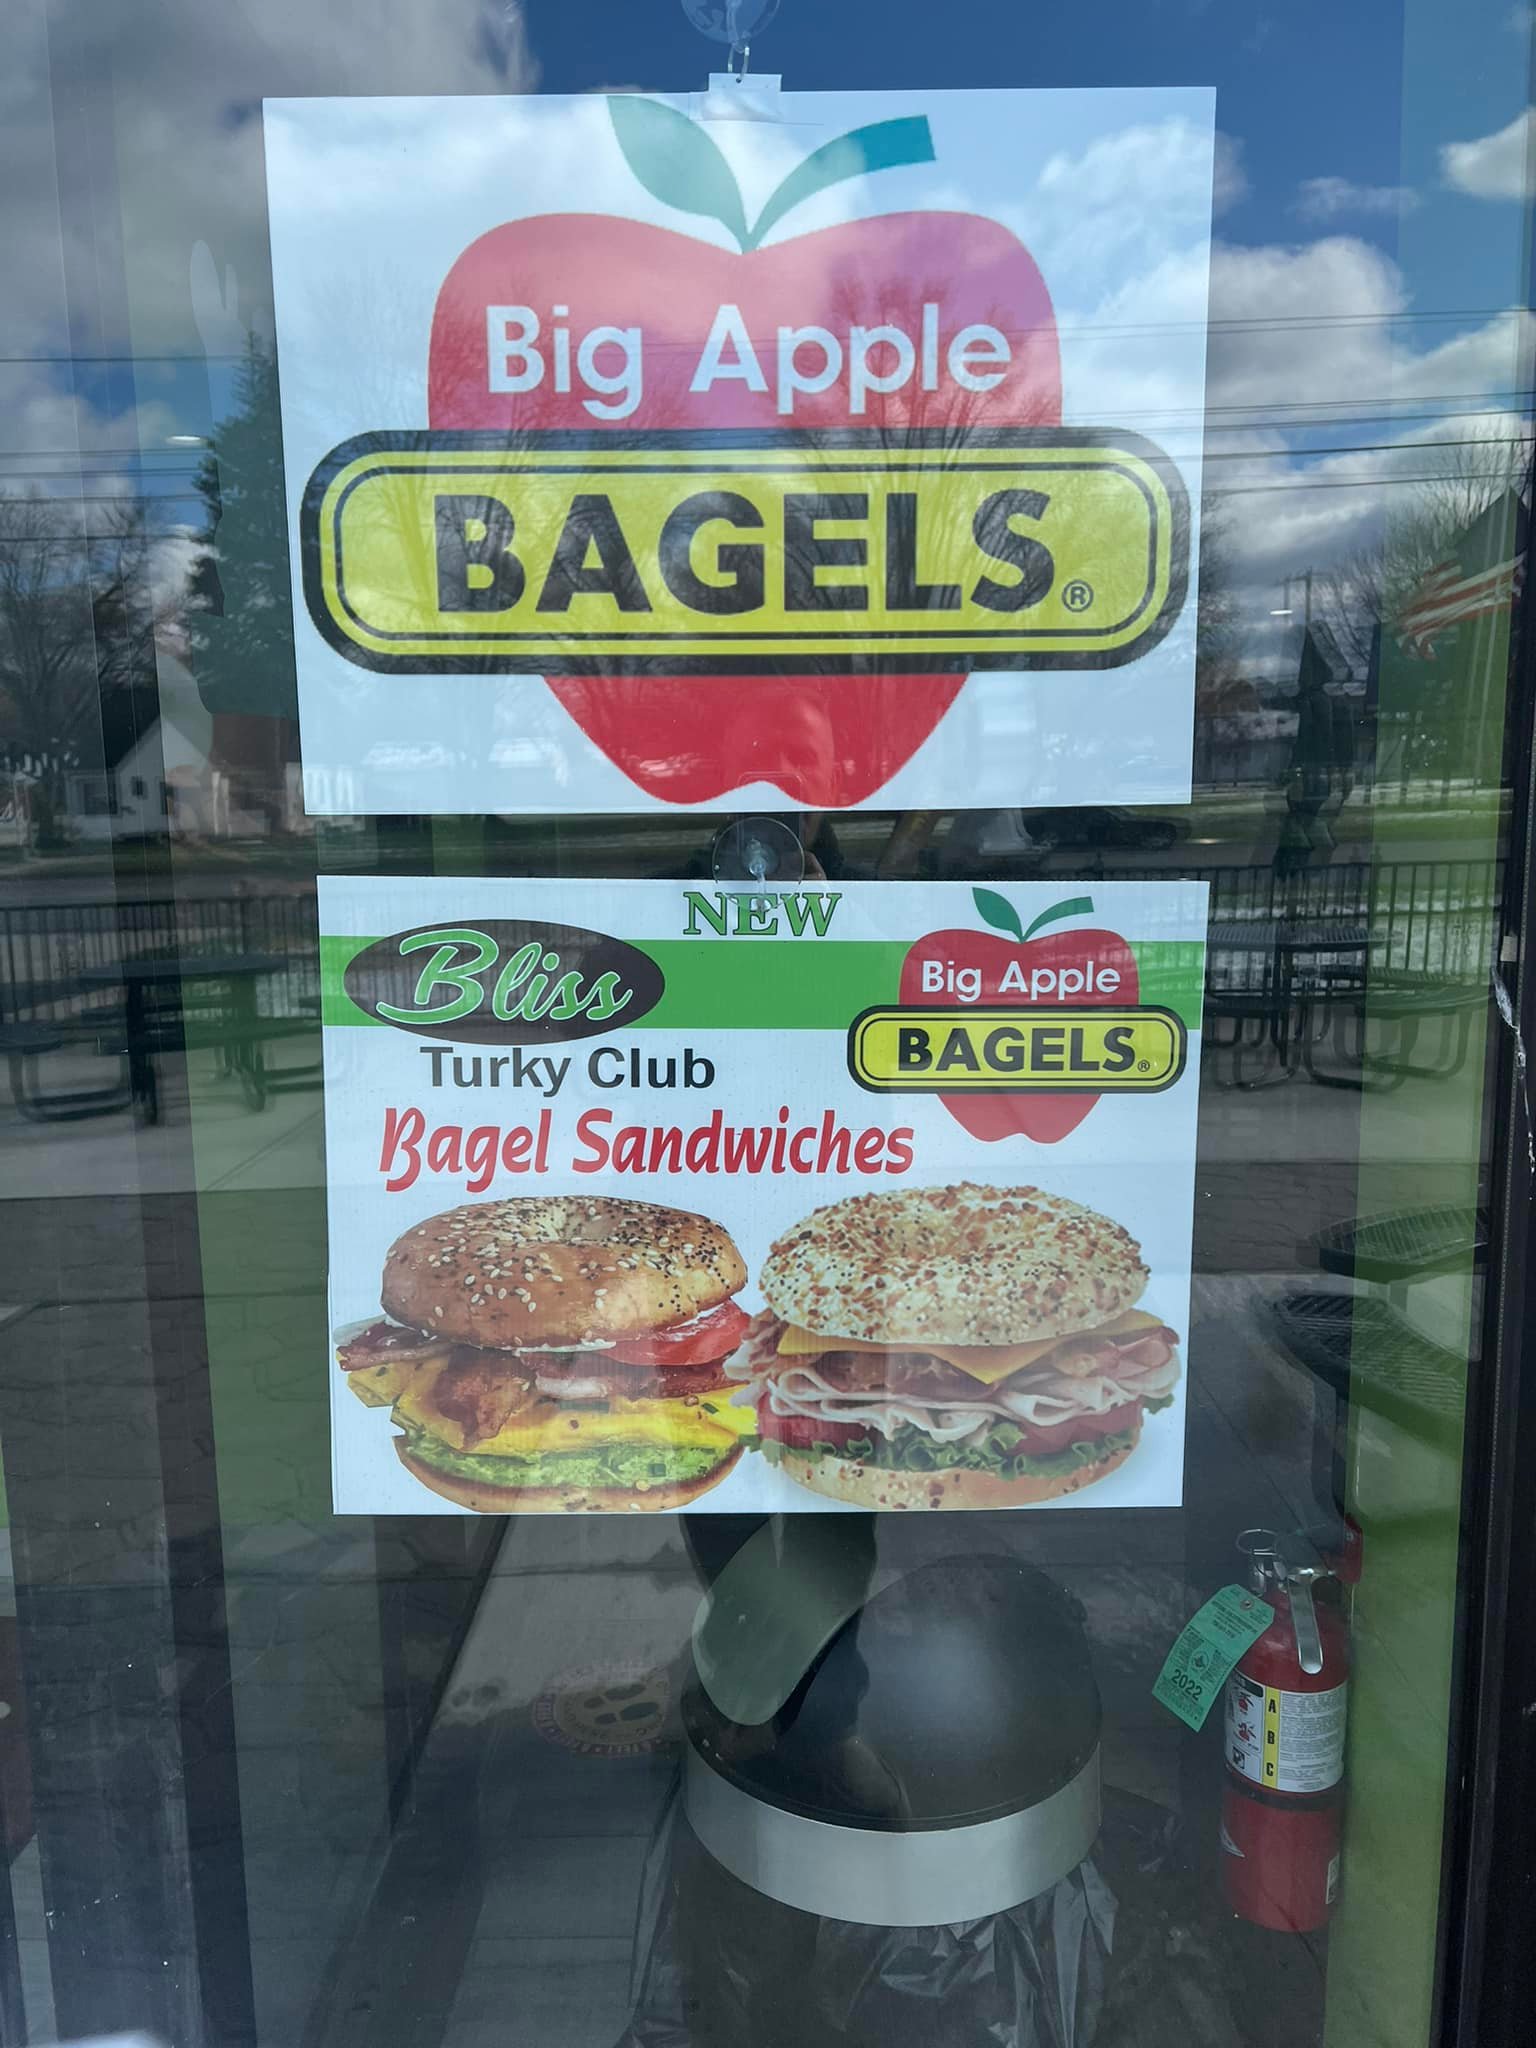 Big Apple
BAGELS®
NEW
Bliss
Big Apple
BAGELS®
Turky Club
Bagel Sandwiches
2022
A
B
C